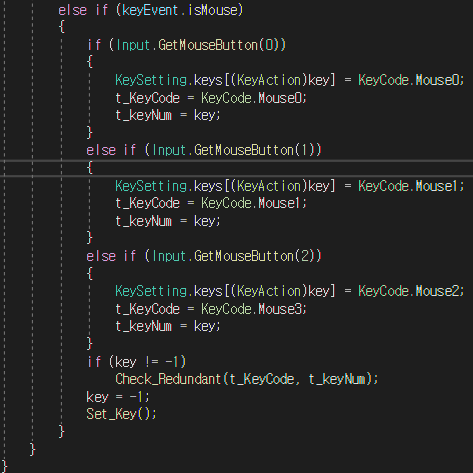 else if (keyEvent.isMouse)
{
if (Input.GetMouseButton(0))
{
KeySetting.keys[(KeyAction)key] = KeyCode.Mouse0;
t_KeyCode = KeyCode.Mouse0;
t_keyNum = key;
}
else if (Input.GetMouseButton(1))
{
KeySetting.keys[(KeyAction)key] = KeyCode.Mouse1;
t_KeyCode = KeyCode.Mouse1;
t_keyNum = key;
}
else if (Input.GetMouseButton(2))
{
KeySetting.keys[(KeyAction)key] = KeyCode.Mouse2;
t_KeyCode = KeyCode.Mouse3;
t_keyNum = key;
}
if (key != -1)
Check_Redundant(t_KeyCode, t_keyNum);
key = -1;
Set_Key();
}
}
}